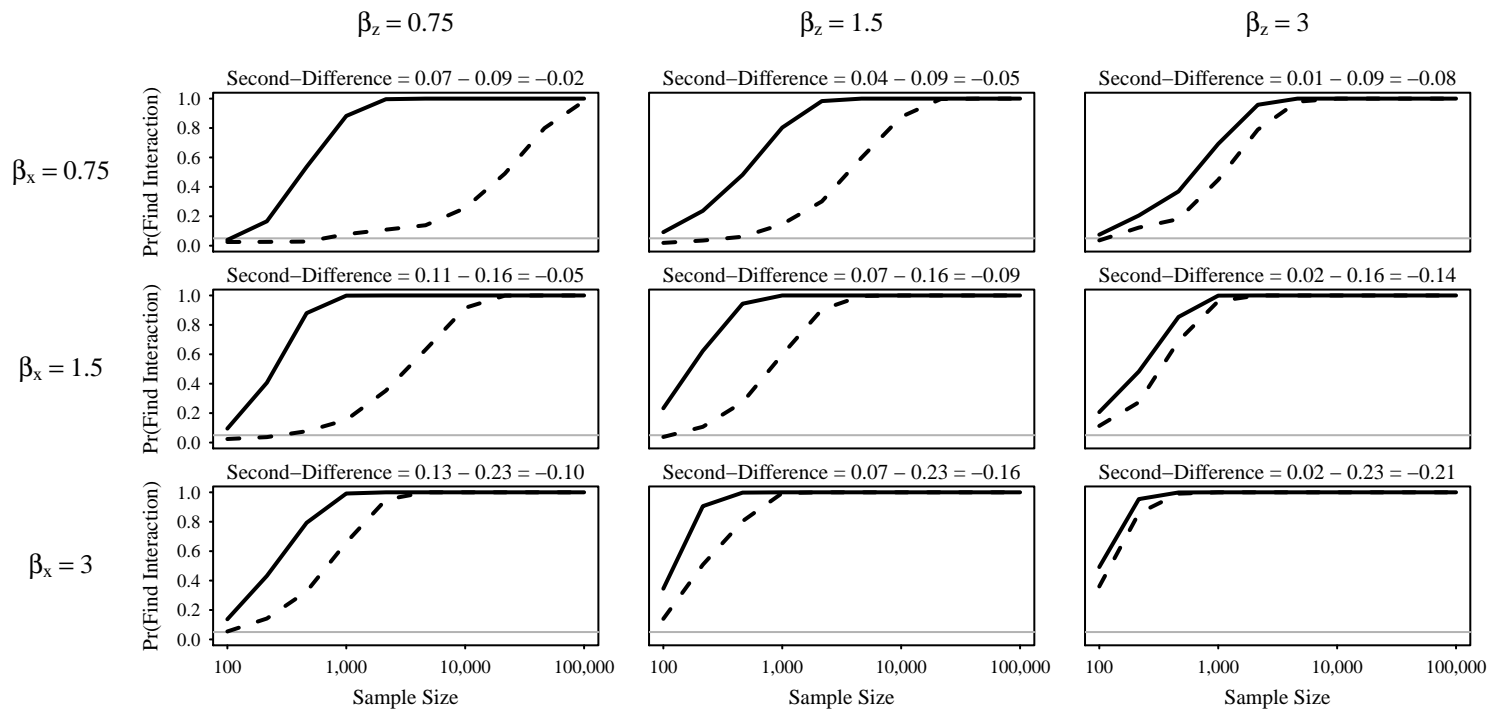 βz = 0.75
βz = 1.5
βz = 3
βx = 0.75
Second−Difference = 0.07 − 0.09 = −0.02
Pr(Find Interaction)
1.0
0.8
0.6
0.4
0.2
0.0
Second−Difference = 0.04 − 0.09 = −0.05
Second−Difference = 0.01 − 0.09 = −0.08
βx = 1.5
Second−Difference = 0.11 − 0.16 = −0.05
Pr(Find Interaction)
1.0
0.8
0.6
0.4
0.2
0.0
Second−Difference = 0.07 − 0.16 = −0.09
Second−Difference = 0.02 − 0.16 = −0.14
βx = 3
Second−Difference = 0.13 − 0.23 = −0.10
Pr(Find Interaction)
1.0
0.8
0.6
0.4
0.2
0.0
100 1,000 10,000 100,000
Sample Size
Second−Difference = 0.07 − 0.23 = −0.16
100 1,000 10,000 100,000
Sample Size
Second−Difference = 0.02 − 0.23 = −0.21
100 1,000 10,000 100,000
Sample Size